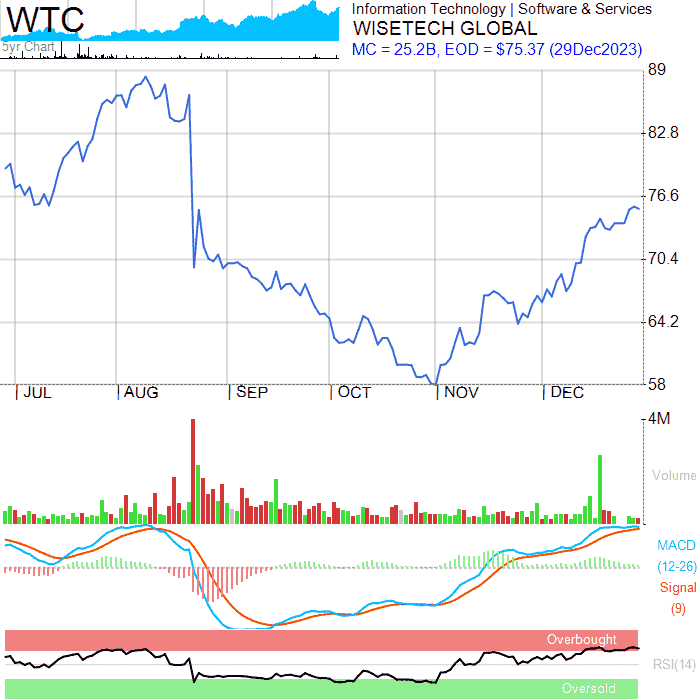 WTC
5yr Chart
Information Technology | Software & Services
WISETECH GLOBAL
MC = 25.2B, EOD = $75.37 (29Dec2023)
89
82.8
76.6
70.4
64.2
58
| JUL | AUG | SEP | OCT | NOV | DEC
4M
Volume
MACD
(12-26)
Signal
(9)
Overbought
RSI(14)
Oversold